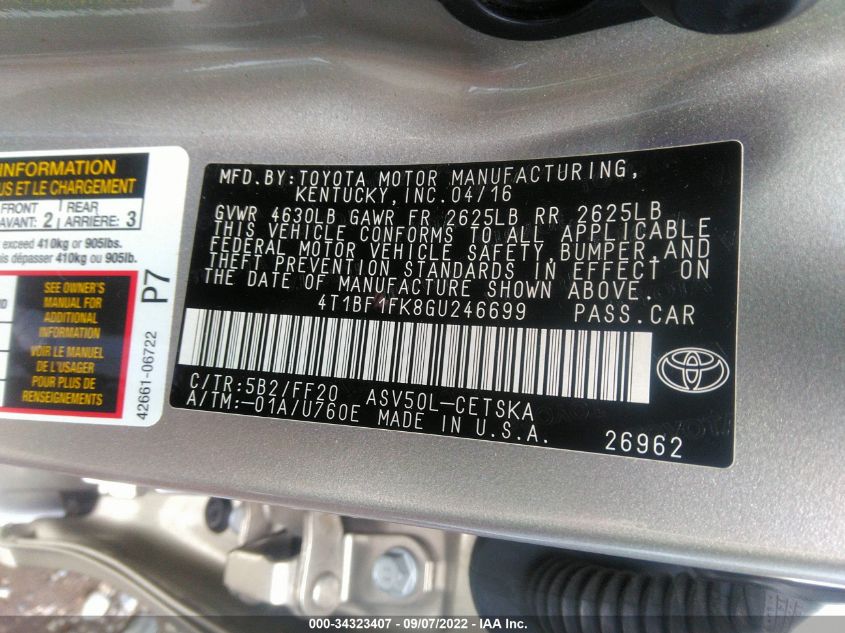 INFORMATION
US ET LE CHARGEMENT
FRONT
AVANT: 2
REAR
ARRIÈRE: 3
exceed 410kg or 905lbs.
dépasser 410kg ou 905lbs.
SEE OWNER'S
MANUAL FOR
ADDITIONAL
INFORMATION
VOIR LE MANUEL
DE L'USAGER
POUR PLUS DE
RENSEIGNEMENTS
P7
42661-06722
MFD.BY:TOYOTA MOTOR MANUFACTURING,
KENTUCKY, INC.04/16
GVWR 4630LB GAWR FR 2625LB RR 2625LB
THIS VEHICLE CONFORMS TO ALL APPLICABLE
FEDERAL MOTOR VEHICLE SAFETY,BUMPER,AND
THEFT PREVENTION STANDARDS IN EFFECT ON
THE DATE OF MANUFACTURE SHOWN ABOVE.
4T1BF1FK8GU246699 PASS.CAR
C/TR:5B2/FF20 ASV50L-CETSKA
A/TM:-01A/U760E MADE IN U.S.A.
26962
000-34323407 - 09/07/2022 - IAA Inc.